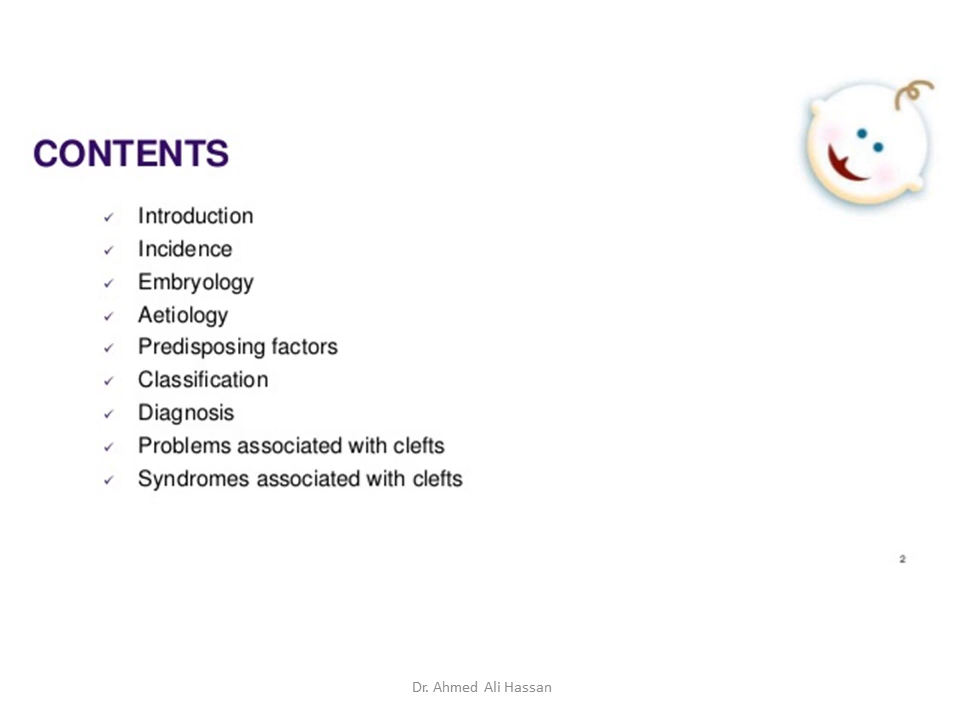 CONTENTS
Introduction
Incidence
Embryology
Aetiology
Predisposing factors
Classification
Diagnosis
Problems associated with clefts
Syndromes associated with clefts
2
Dr. Ahmed Ali Hassan